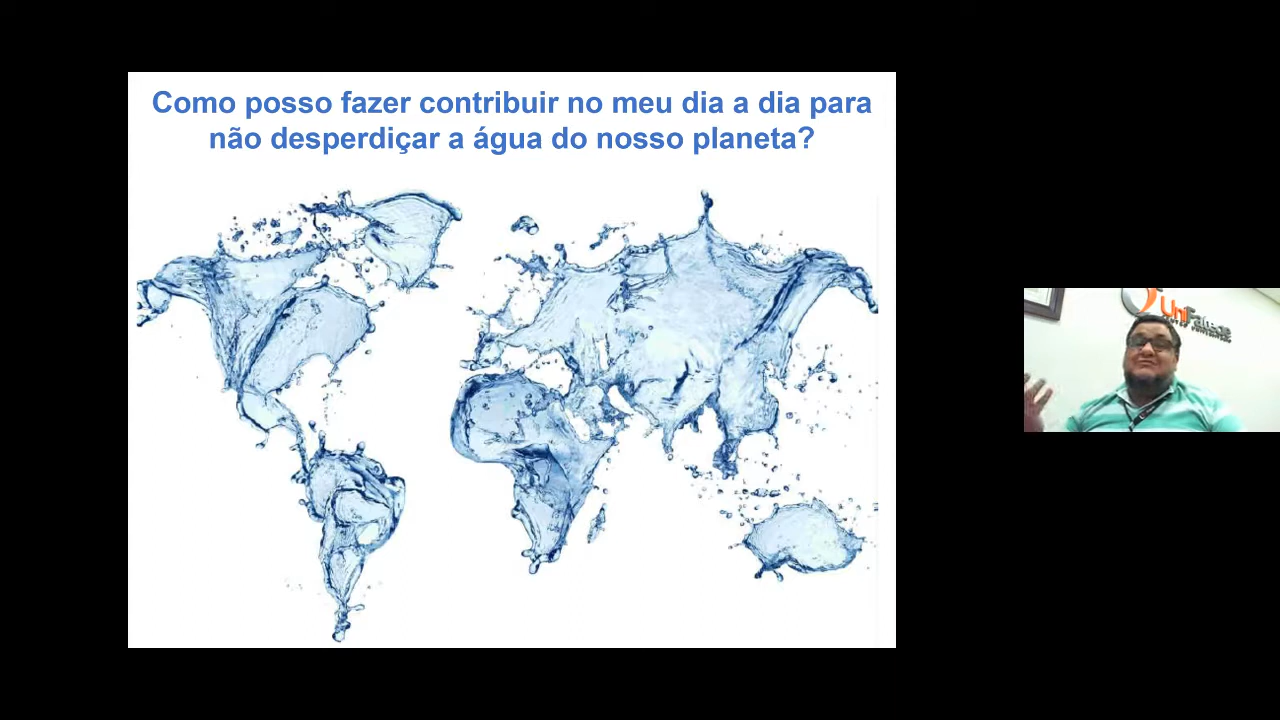 Como posso fazer contribuir no meu dia a dia para
não desperdiçar a água do nosso planeta?